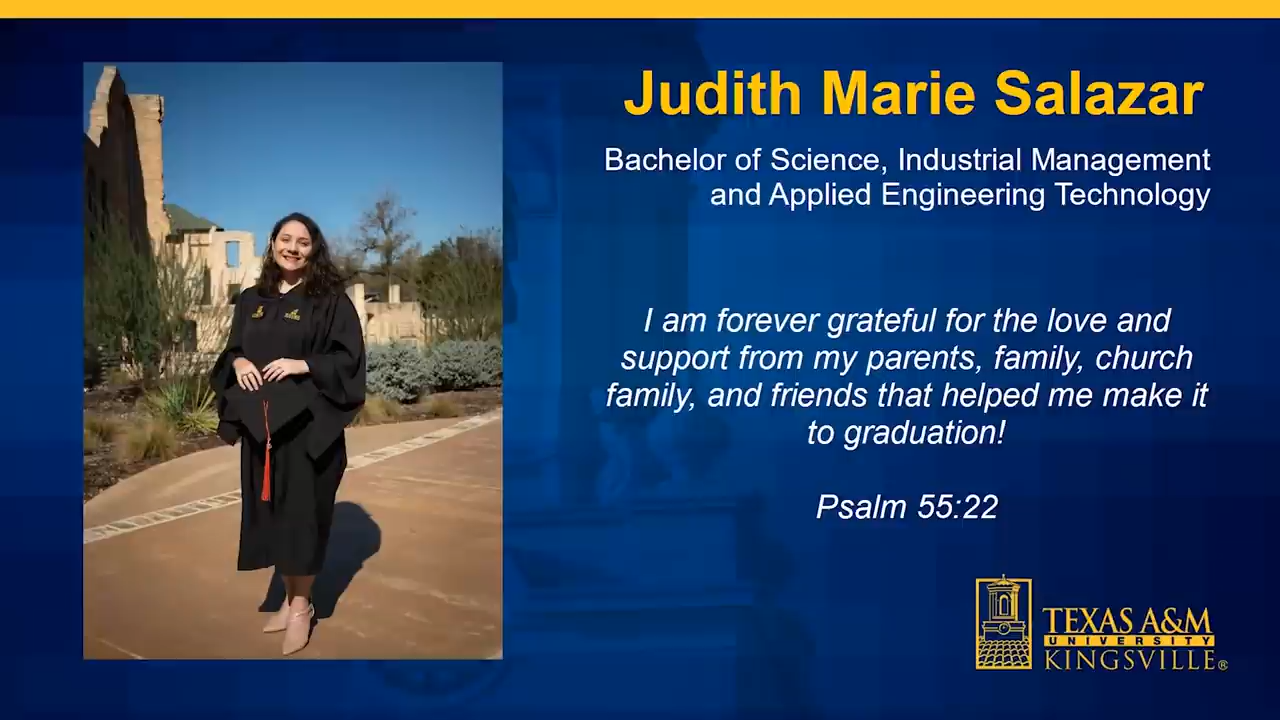 Judith Marie Salazar
Bachelor of Science, Industrial Management
and Applied Engineering Technology
I am forever grateful for the love and
support from my parents, family, church
family, and friends that helped me make it
to graduation!
Psalm 55:22
TEXAS A&M
UNIVERSITY
KINGSVILLE®